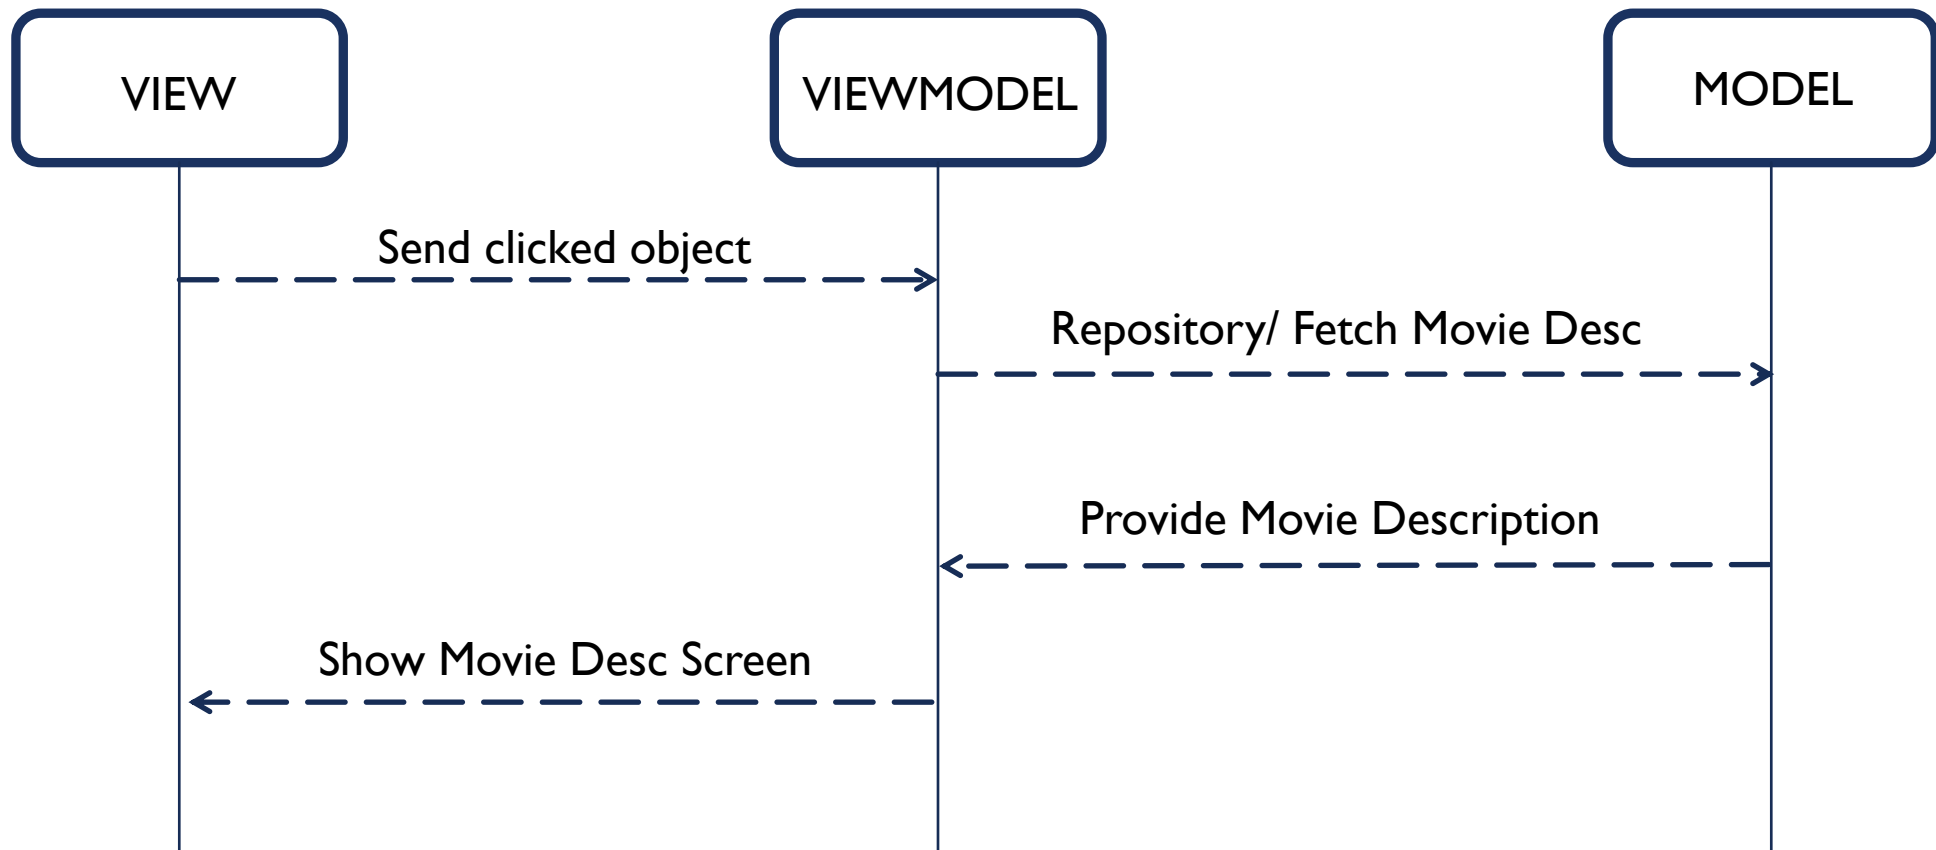 VIEW
VIEWMODEL
MODEL
Send clicked object
Repository/ Fetch Movie Desc
Provide Movie Description
Show Movie Desc Screen